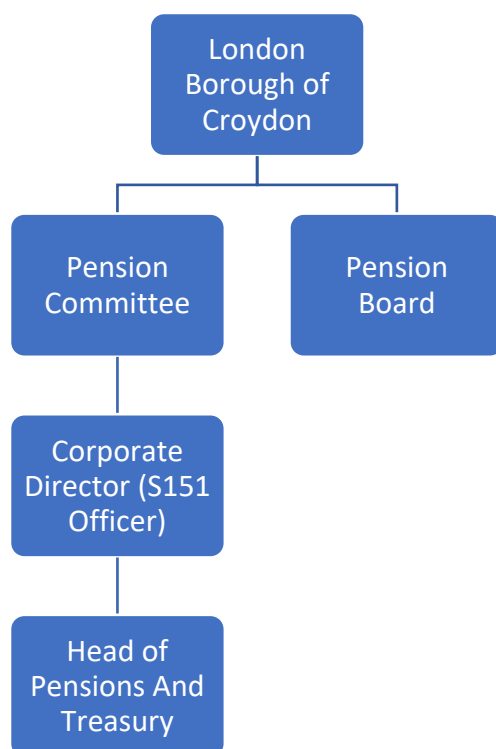 London
Borough of
Croydon
Pension
Committee
Pension
Board
Corporate
Director (S151
Officer)
Head of
Pensions And
Treasury